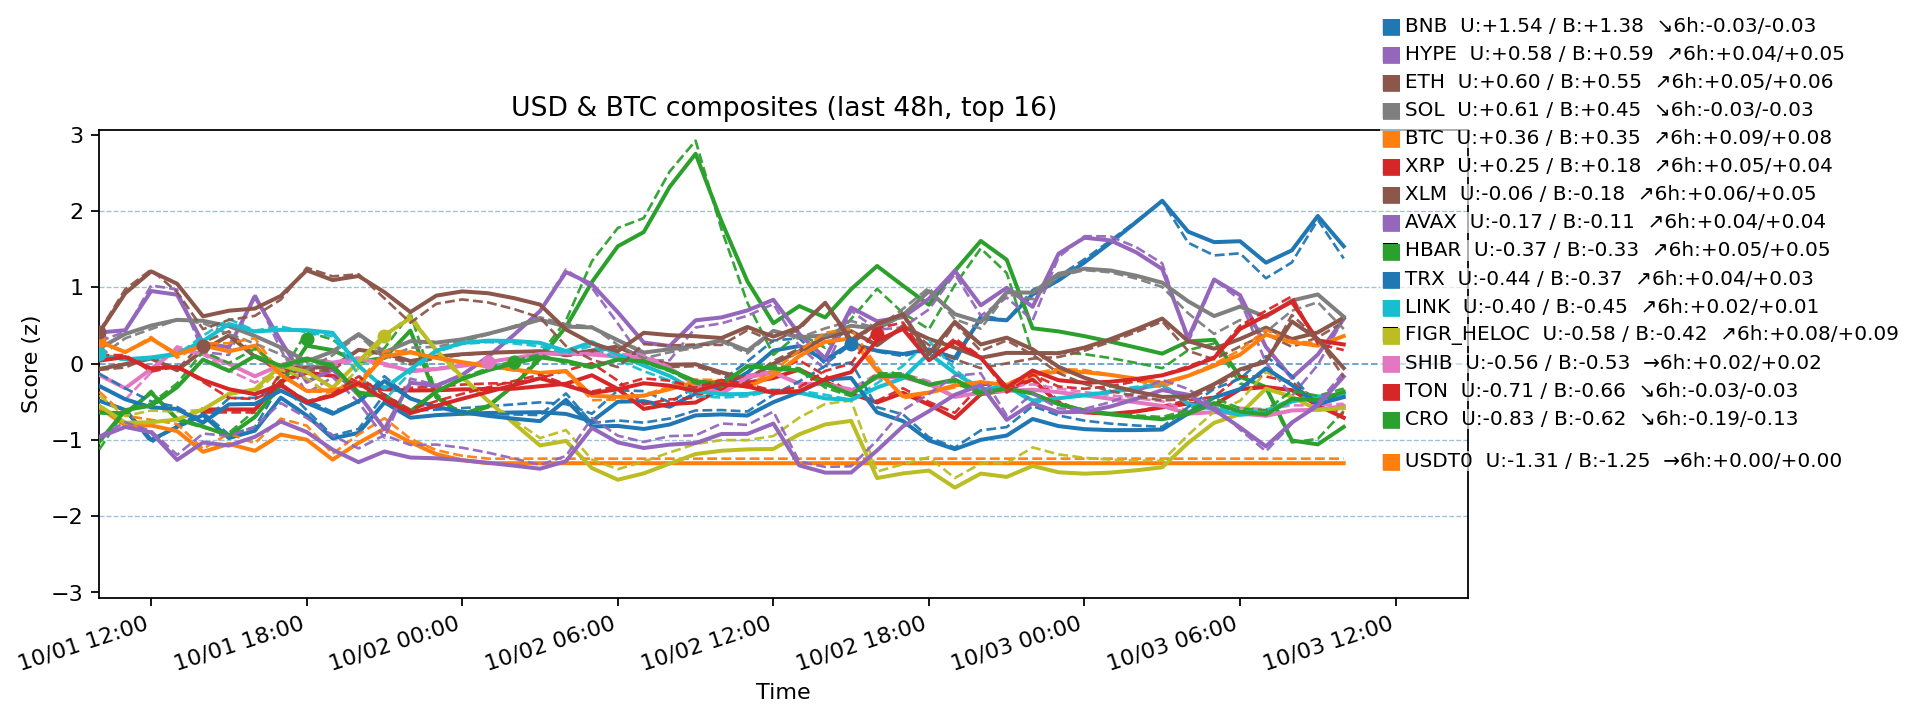 BNB  U:+1.54 / B:+1.38  ↘6h:-0.03/-0.03
HYPE  U:+0.58 / B:+0.59  ↗6h:+0.04/+0.05
ETH  U:+0.60 / B:+0.55  ↗6h:+0.05/+0.06
SOL  U:+0.61 / B:+0.45  ↘6h:-0.03/-0.03
BTC  U:+0.36 / B:+0.35  ↗6h:+0.09/+0.08
XRP  U:+0.25 / B:+0.18  ↗6h:+0.05/+0.04
XLM  U:-0.06 / B:-0.18  ↗6h:+0.06/+0.05
AVAX  U:-0.17 / B:-0.11  ↗6h:+0.04/+0.04
HBAR  U:-0.37 / B:-0.33  ↗6h:+0.05/+0.05
TRX  U:-0.44 / B:-0.37  ↗6h:+0.04/+0.03
LINK  U:-0.40 / B:-0.45  ↗6h:+0.02/+0.01
FIGR_HELOC  U:-0.58 / B:-0.42  ↗6h:+0.08/+0.09
SHIB  U:-0.56 / B:-0.53  →6h:+0.02/+0.02
TON  U:-0.71 / B:-0.66  ↘6h:-0.03/-0.03
CRO  U:-0.83 / B:-0.62  ↘6h:-0.19/-0.13
USDT0  U:-1.31 / B:-1.25  →6h:+0.00/+0.00
USD & BTC composites (last 48h, top 16)
Score (z)
3
2
1
0
−1
−2
−3
10/01 12:00
10/01 18:00
10/02 00:00
10/02 06:00
10/02 12:00
10/02 18:00
10/03 00:00
10/03 06:00
10/03 12:00
Time